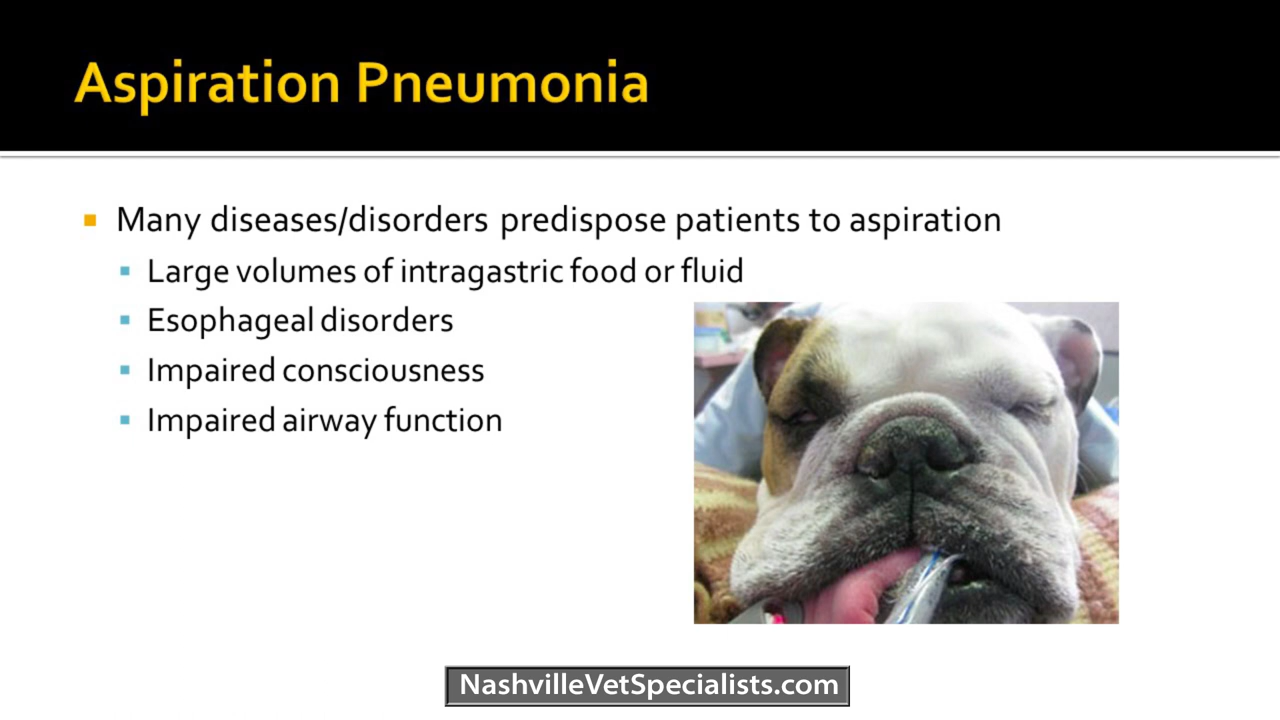 Aspiration Pneumonia
Many diseases/disorders predispose patients to aspiration
Large volumes of intragastric food or fluid
Esophageal disorders
Impaired consciousness
Impaired airway function
NashvilleVetSpecialists.com